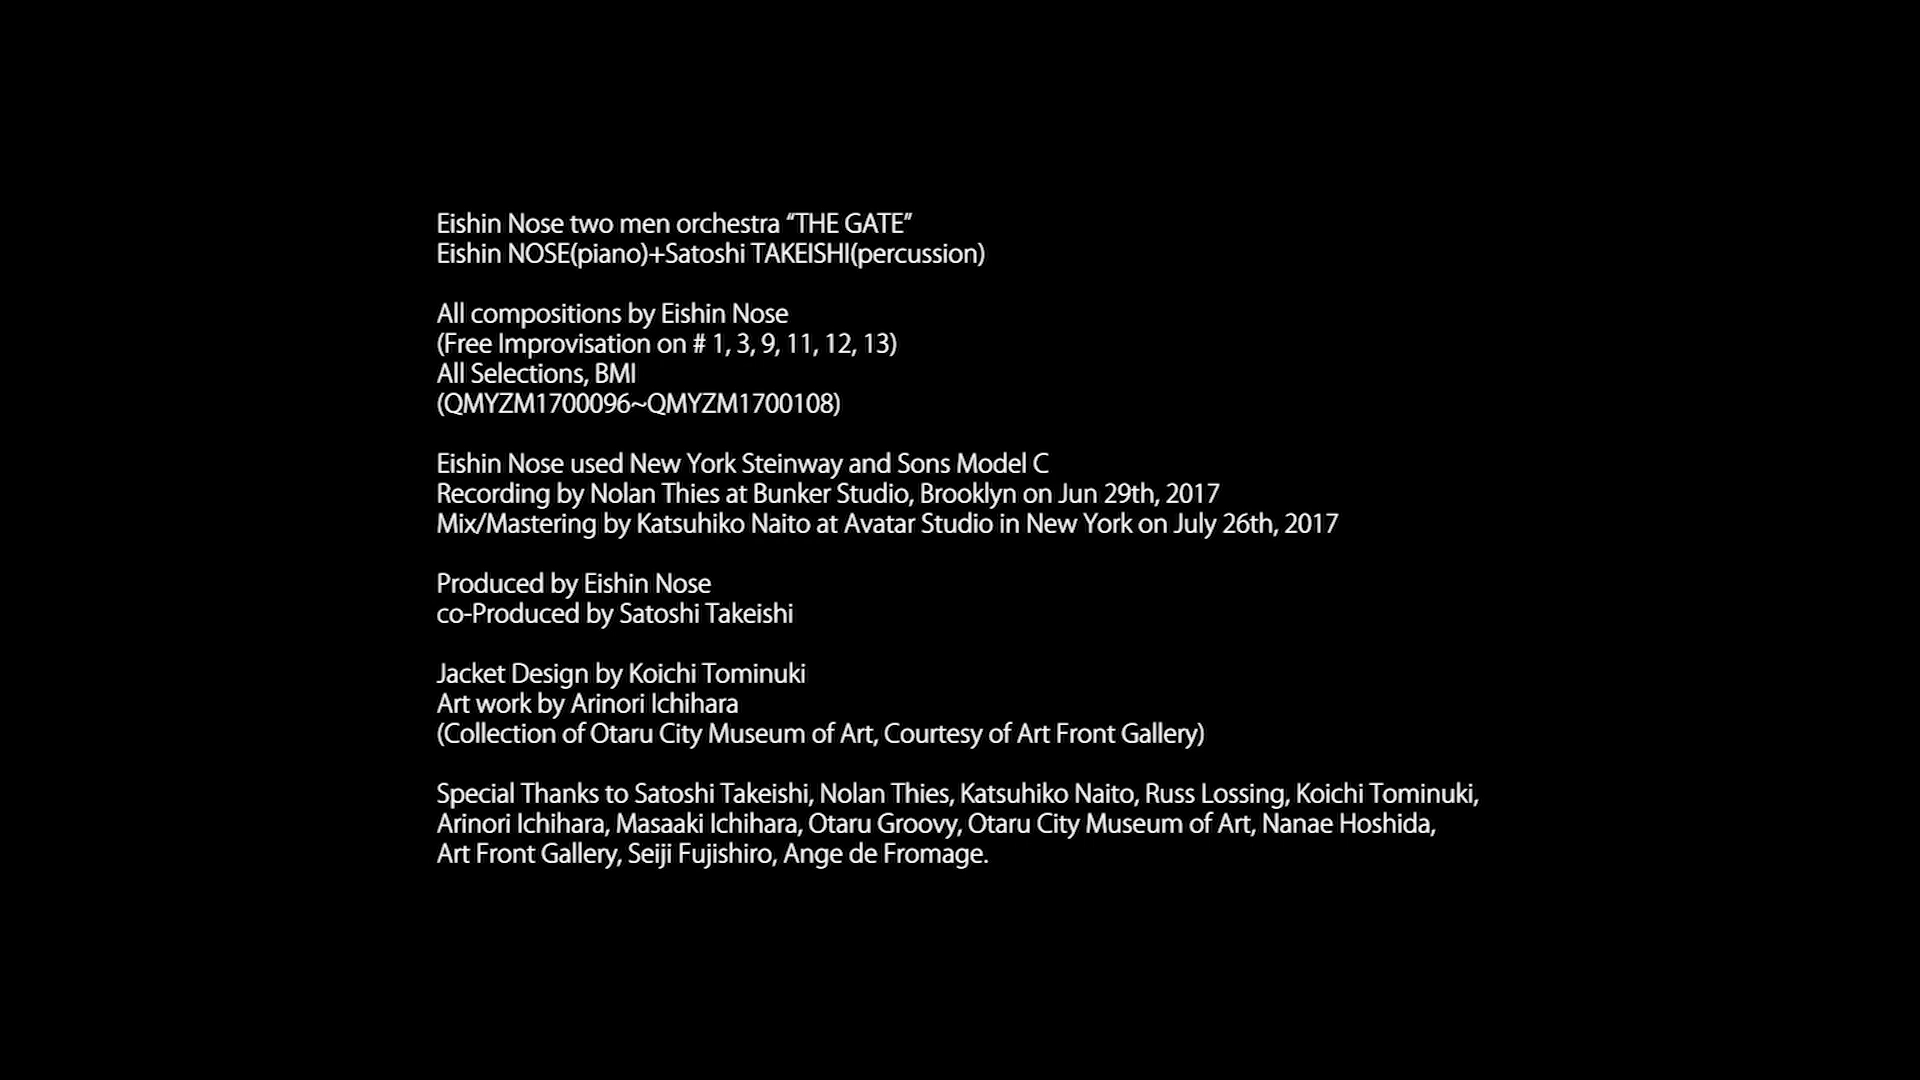 Eishin Nose two men orchestra “THE GATE”
Eishin NOSE(piano)+Satoshi TAKEISHI(percussion)
All compositions by Eishin Nose
(Free Improvisation on # 1, 3, 9, 11, 12, 13)
All Selections, BMI
(QMYZM1700096~QMYZM1700108)
Eishin Nose used New York Steinway and Sons Model C
Recording by Nolan Thies at Bunker Studio, Brooklyn on Jun 29th, 2017
Mix/Mastering by Katsuhiko Naito at Avatar Studio in New York on July 26th, 2017
Produced by Eishin Nose
co-Produced by Satoshi Takeishi
Jacket Design by Koichi Tominuki
Art work by Arinori Ichihara
(Collection of Otaru City Museum of Art, Courtesy of Art Front Gallery)
Special Thanks to Satoshi Takeishi, Nolan Thies, Katsuhiko Naito, Russ Lossing, Koichi Tominuki,
Arinori Ichihara, Masaaki Ichihara, Otaru Groovy, Otaru City Museum of Art, Nanae Hoshida,
Art Front Gallery, Seiji Fujishiro, Ange de Fromage.